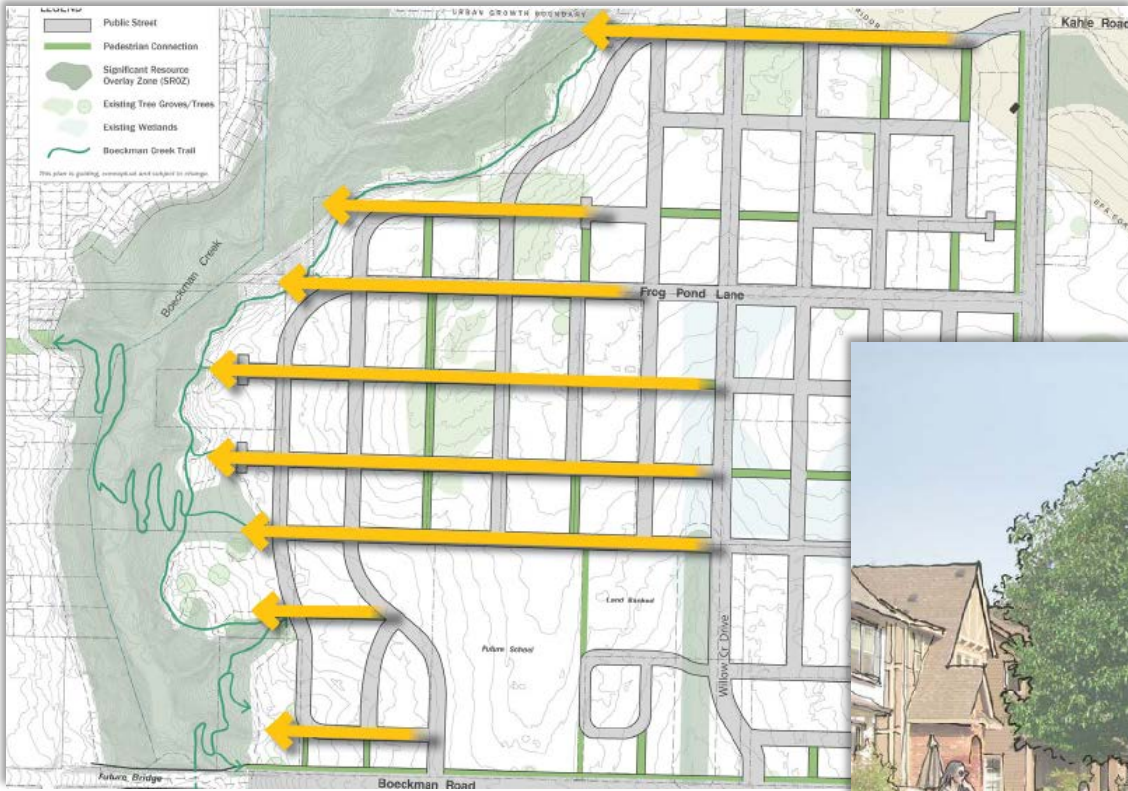 LEGEND
Public Street
Pedestrian Connection
Significant Resource
Overlay Zone (SROZ)
Existing Tree Groves/Trees
Existing Wetlands
Boeckman Creek Trail
This plan is guiding, conceptual and subject to change.
URBAN GROWTH BOUNDARY
Kahle Road
Boeckman Creek
Frog Pond Lane
Land Banked
Future School
Willow Cr Drive
Future Bridge
Boeckman Road